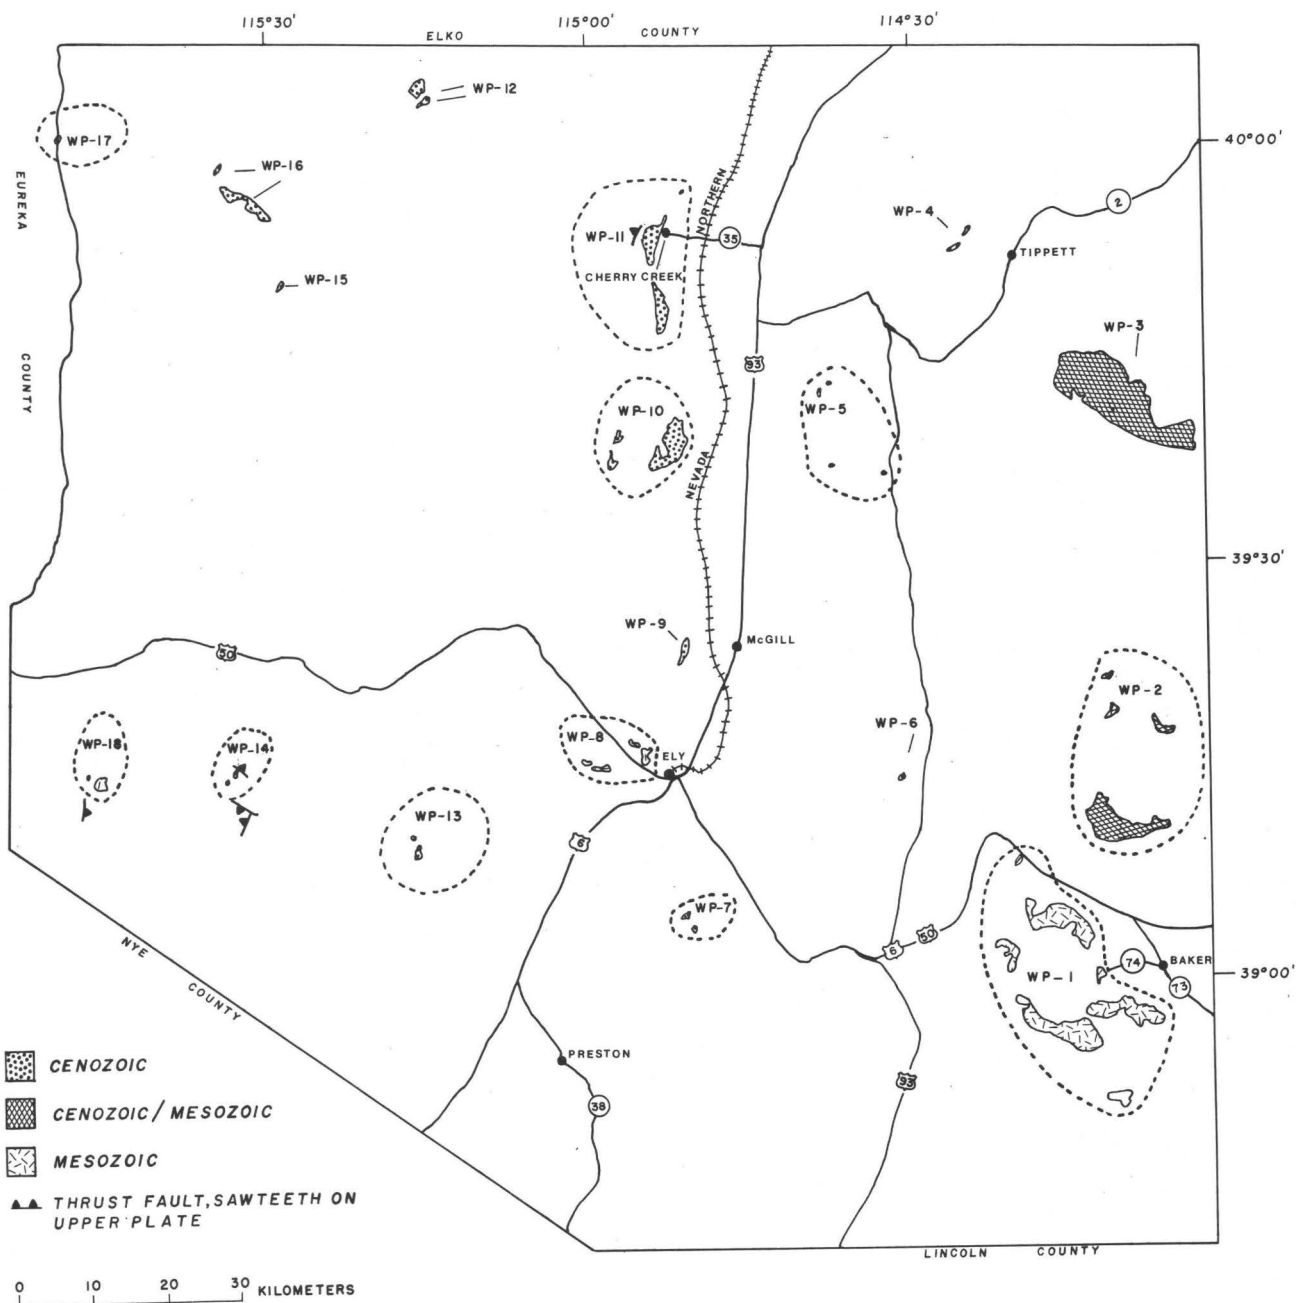 115°30' 115°00' 114°30'
ELKO COUNTY
WP-12
WP-17
40°00'
WP-16
EUREKA COUNTY
2
WP-4
NORTHERN
WP-11
35
TIPPETT
CHERRY CREEK
WP-15
WP-3
93
WP-10
WP-5
NEVADA
39°30'
WP-9
McGILL
50
WP-2
WP-6
WP-8
WP-18
WP-14
ELY
WP-13
6
WP-7
6
50
NYE COUNTY
WP-1
74
BAKER
39°00'
73
PRESTON
93
38
CENOZOIC
CENOZOIC / MESOZOIC
MESOZOIC
THRUST FAULT, SAWTEETH ON
UPPER PLATE
LINCOLN COUNTY
0 10 20 30 KILOMETERS